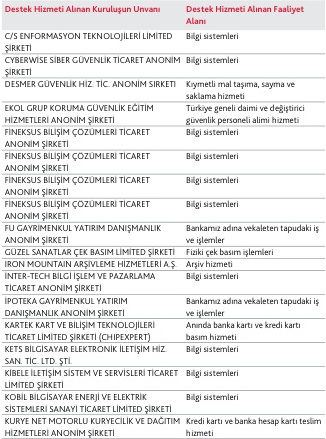 Destek Hizmeti Alınan Kuruluşun Unvanı
Destek Hizmeti Alınan Faaliyet
Alanı
C/S ENFORMASYON TEKNOLOJİLERİ LİMİTED
ŞİRKETİ
Bilgi sistemleri
CYBERWİSE SİBER GÜVENLİK TİCARET ANONİM
ŞİRKETİ
Bilgi sistemleri
DESMER GÜVENLİK HİZ. TİC. ANONİM SIRKETI
Kıymetli mal taşıma, sayma ve
saklama hizmeti
EKOL GRUP KORUMA GÜVENLİK EĞİTİM
HİZMETLERİ ANONİM ŞİRKETİ
Türkiye geneli daimi ve değiştirici
güvenlik personeli alimi hizmeti
FİNEKSUS BİLİŞİM ÇÖZÜMLERİ TİCARET
ANONİM ŞİRKETİ
Bilgi sistemleri
FİNEKSUS BİLİŞİM ÇÖZÜMLERİ TİCARET
ANONİM ŞİRKETİ
Bilgi sistemleri
FİNEKSUS BİLİŞİM ÇÖZÜMLERİ TİCARET
ANONİM ŞİRKETİ
Bilgi sistemleri
FİNEKSUS BİLİŞİM ÇÖZÜMLERİ TİCARET
ANONİM ŞİRKETİ
Bilgi sistemleri
FU GAYRİMENKUL YATIRIM DANIŞMANLIK
ANONİM ŞİRKETİ
Bankamız adına vekaleten tapudaki iş
ve işlemler
GÜZEL SANATLAR ÇEK BASIM LİMİTED ŞİRKETİ
Fiziki çek basım işlemleri
IRON MOUNTAIN ARŞİVLEME HİZMETLERİ A.Ş.
Arşiv hizmeti
İNTER-TECH BİLGİ İŞLEM VE PAZARLAMA
TİCARET ANONİM ŞİRKETİ
Bilgi sistemleri
İPOTEKA GAYRİMENKUL YATIRIM
DANIŞMANLIK ANONİM ŞİRKETİ
Bankamız adına vekaleten tapudaki iş
ve işlemler
KARTEK KART VE BİLİŞİM TEKNOLOJİLERİ
TİCARET LİMİTED ŞİRKETİ (CHIPEXPERT)
Anında banka kartı ve kredi kartı
basım hizmeti
KETS BİLGİSAYAR ELEKTRONİK İLETİŞİM HİZ.
SAN. TİC. LTD. ŞTİ.
Bilgi sistemleri
KİBELE İLETİŞİM SİSTEM VE SERVİSLERİ TİCARET
LİMİTED ŞİRKETİ
Bilgi sistemleri
KOBİL BİLGİSAYAR ENERJİ VE ELEKTRİK
SİSTEMLERİ SANAYİ TİCARET LİMİTED ŞİRKETİ
Bilgi sistemleri
KURYE NET MOTORLU KURYECİLİK VE DAĞITIM
HİZMETLERİ ANONİM ŞİRKETİ
Kredi kartı ve banka hesap kartı teslim
hizmeti